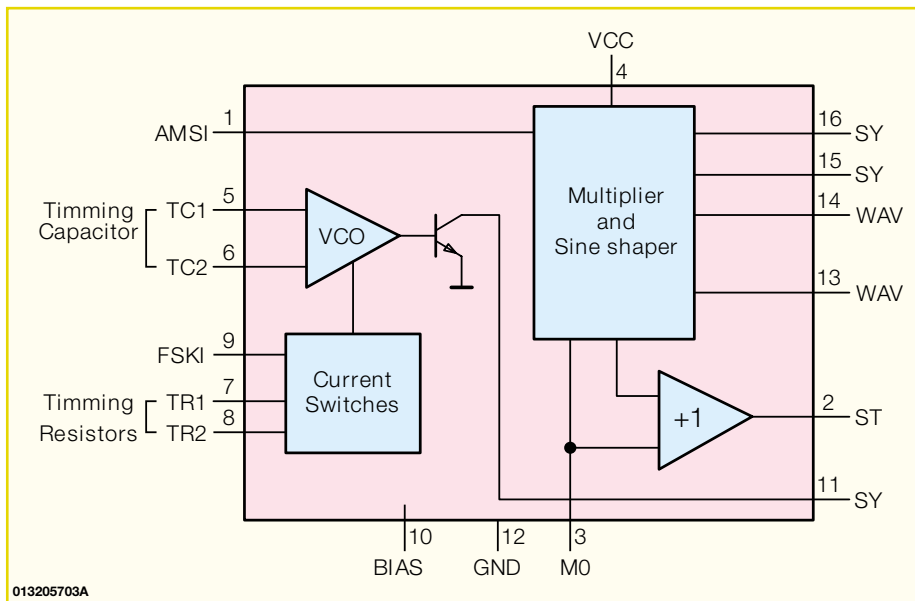 VCC
4
AMSI 1
16 SY
15 SY
14 WAV
13 WAV
Multiplier
and
Sine shaper
Timming
Capacitor
TC1 5
TC2 6
VCO
FSKI 9
Timming
Resistors
TR1 7
TR2 8
Current
Switches
+1
2 ST
11 SY
10
BIAS
12
GND
3
M0
013205703A